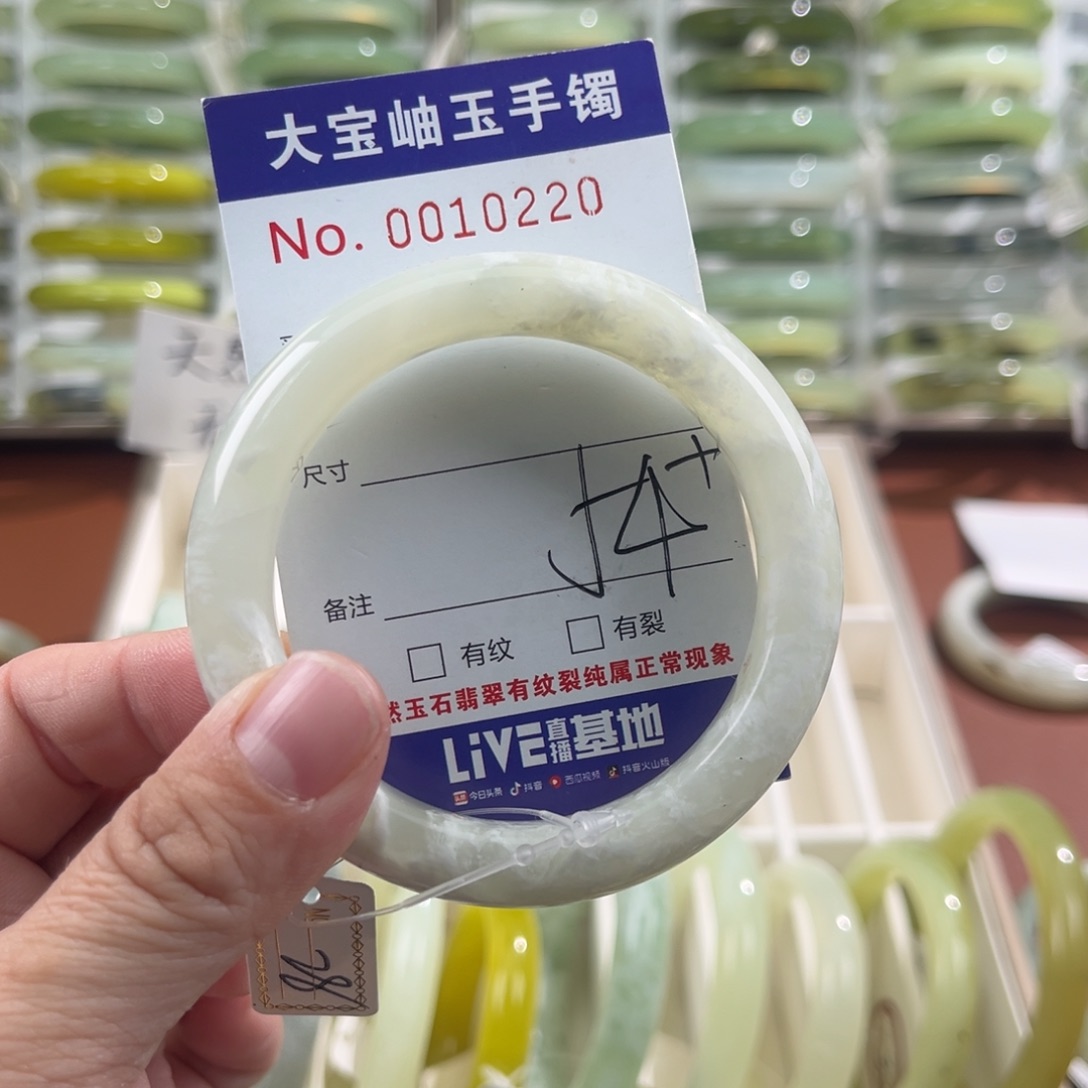 大宝岫玉手镯
No. 0010220
尺寸
54+
备注
有纹 有裂
然玉石翡翠有纹裂纯属正常现象
LiVE直播基地
今日头条 抖音 西瓜视频 抖音火山版